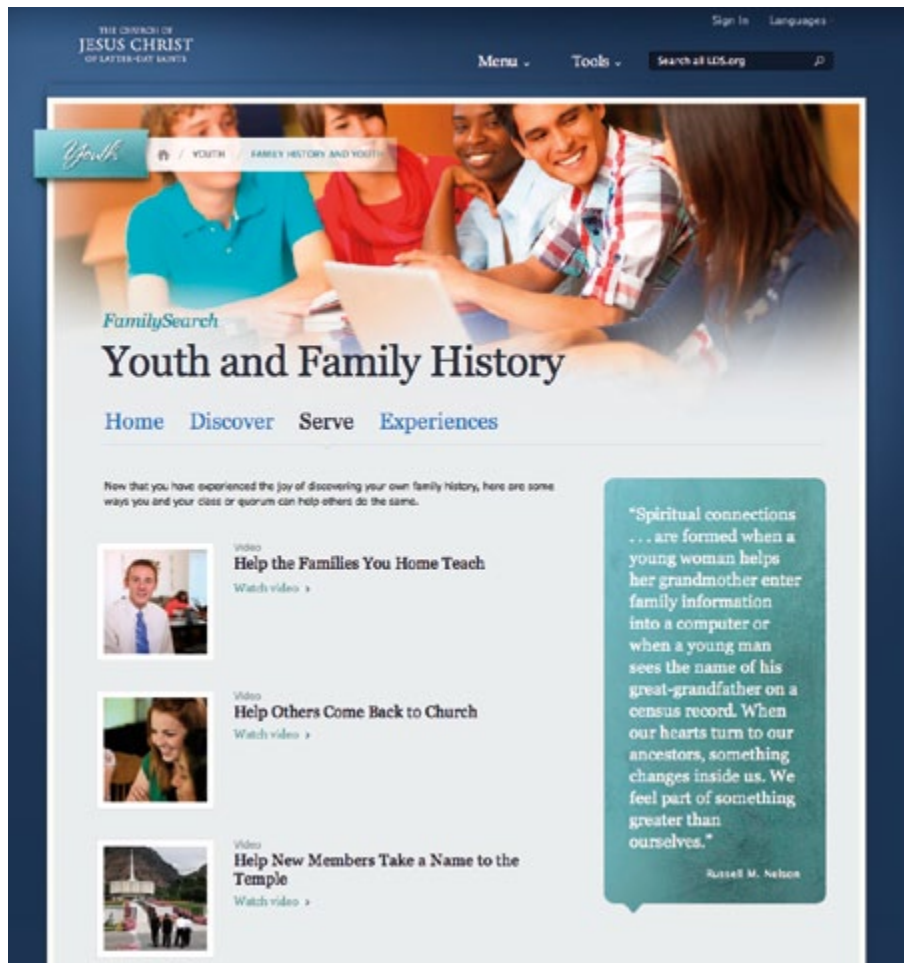 Sign In Languages
THE CHURCH OF
JESUS CHRIST
OF LATTER-DAY SAINTS
Menu
Tools
Search all LDS.org
Youth
/ YOUTH / FAMILY HISTORY AND YOUTH
FamilySearch
Youth and Family History
Home Discover Serve Experiences
Now that you have experienced the joy of discovering your own family history, here are some
ways you and your class or quorum can help others do the same.
Video
Help the Families You Home Teach
Watch video
Video
Help Others Come Back to Church
Watch video
Video
Help New Members Take a Name to the
Temple
Watch video
"Spiritual connections
. . . are formed when a
young woman helps
her grandmother enter
family information
into a computer or
when a young man
sees the name of his
great-grandfather on a
census record. When
our hearts turn to our
ancestors, something
changes inside us. We
feel part of something
greater than
ourselves."
Russell M. Nelson